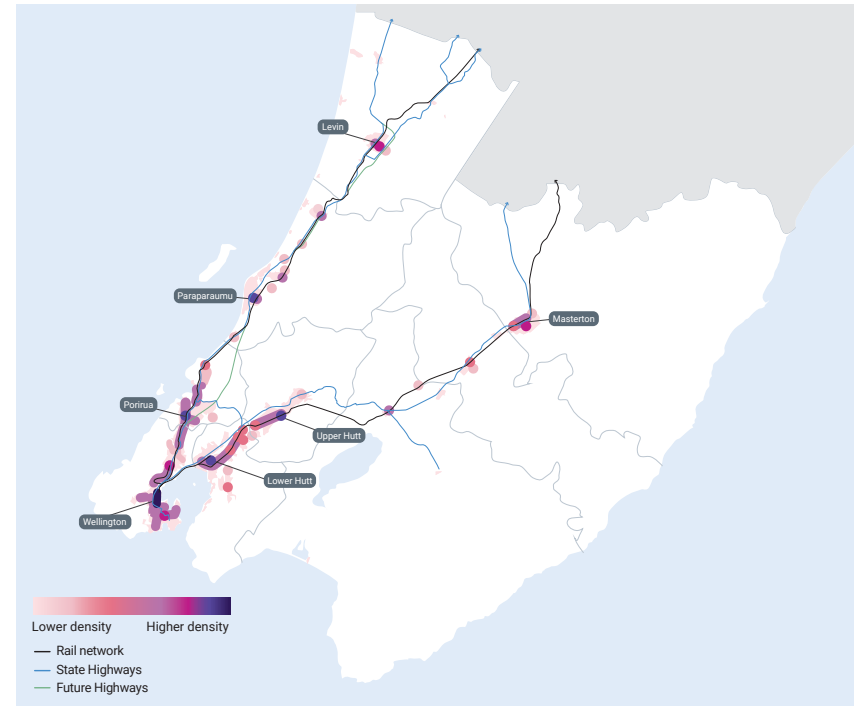 Levin
Paraparaumu
Masterton
Porirua
Upper Hutt
Lower Hutt
Wellington
Lower density Higher density
Rail network
State Highways
Future Highways